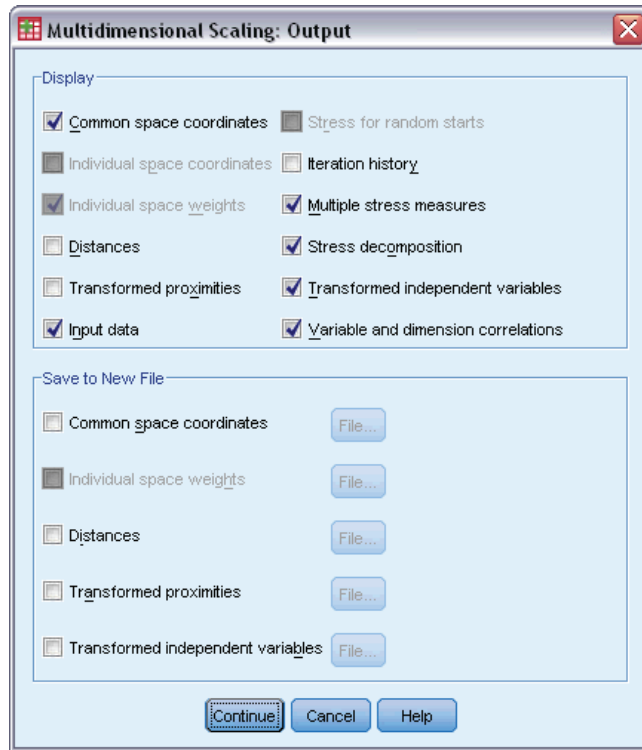 Multidimensional Scaling: Output
Display
Common space coordinates
Stress for random starts
Individual space coordinates
Iteration history
Individual space weights
Multiple stress measures
Distances
Stress decomposition
Transformed proximities
Transformed independent variables
Input data
Variable and dimension correlations
Save to New File
Common space coordinates
File...
Individual space weights
File...
Distances
File...
Transformed proximities
File...
Transformed independent variables
File...
Continue
Cancel
Help